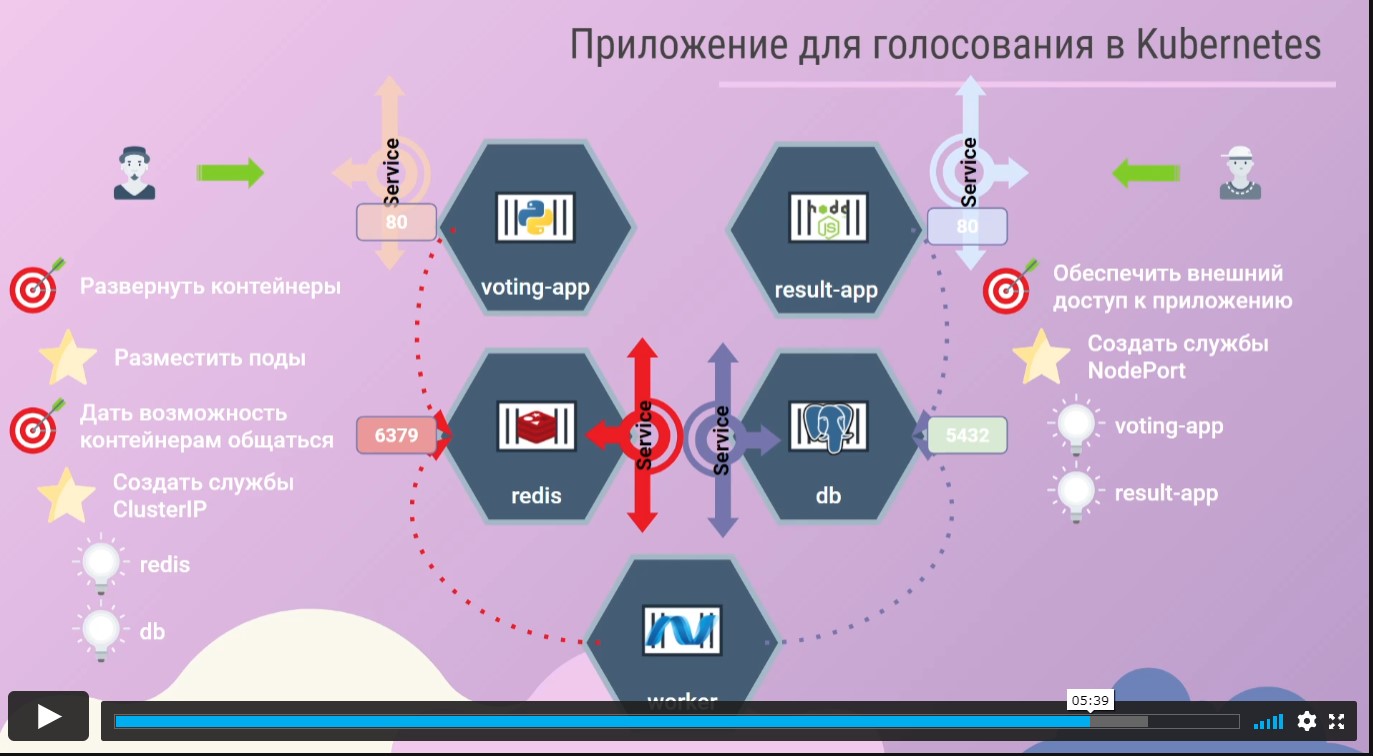 Приложение для голосования в Kubernetes
Service
Service
80
80
voting-app
result-app
Развернуть контейнеры
Обеспечить внешний
доступ к приложению
Разместить поды
Создать службы
NodePort
Дать возможность
контейнерам общаться
6379
Service
Service
5432
voting-app
Создать службы
ClusterIP
redis
db
result-app
redis
db
worker
05:39